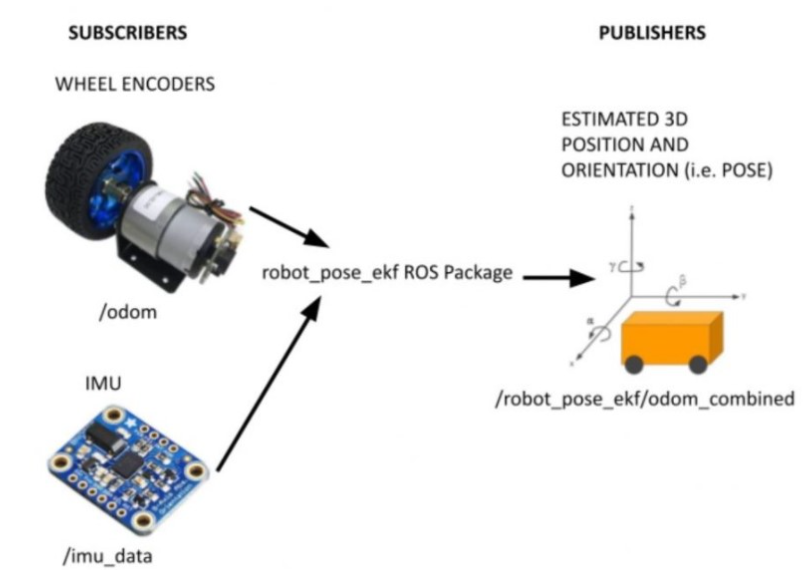 SUBSCRIBERS
PUBLISHERS
WHEEL ENCODERS
ESTIMATED 3D
POSITION AND
ORIENTATION (i.e. POSE)
robot_pose_ekf ROS Package
/odom
IMU
/robot_pose_ekf/odom_combined
/imu_data